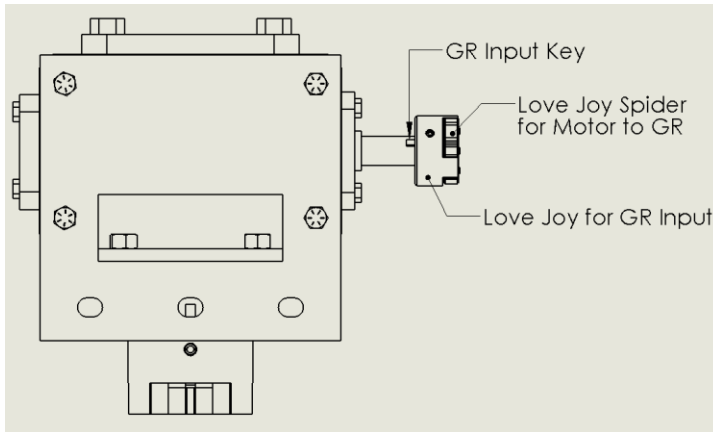 GR Input Key
Love Joy Spider
for Motor to GR
Love Joy for GR Input